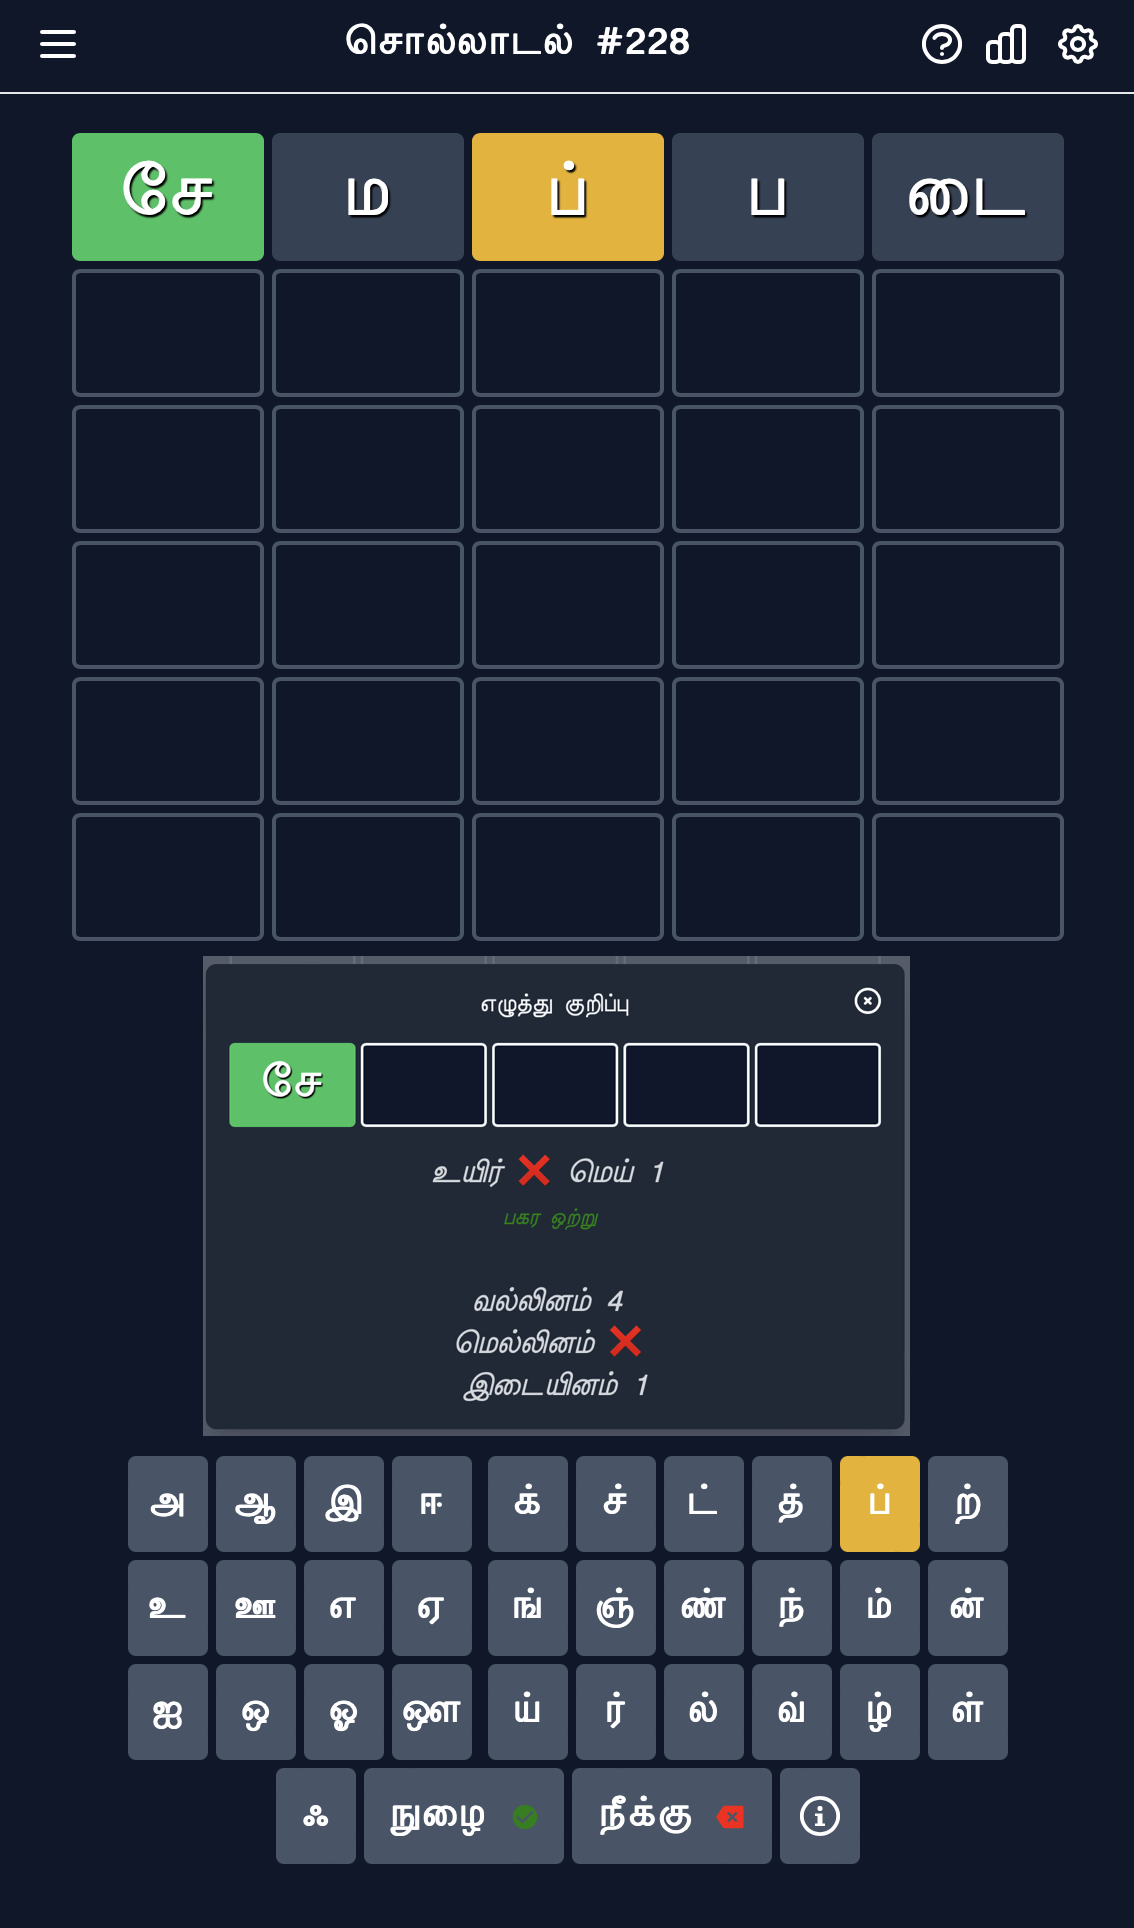 சொல்லாடல் #228
சே ம ப் ப டை
எழுத்து குறிப்பு
சே
உயிர் ❌ மெய் 1
பகர ஒற்று
வல்லினம் 4
மெல்லினம் ❌
இடையினம் 1
அ ஆ இ ஈ க் ச் ட் த் ப் ற்
உ ஊ எ ஏ ங் ஞ் ண் ந் ம் ன்
ஐ ஒ ஓ ஔ ய் ர் ல் வ் ழ் ள்
ஃ நுழை நீக்கு